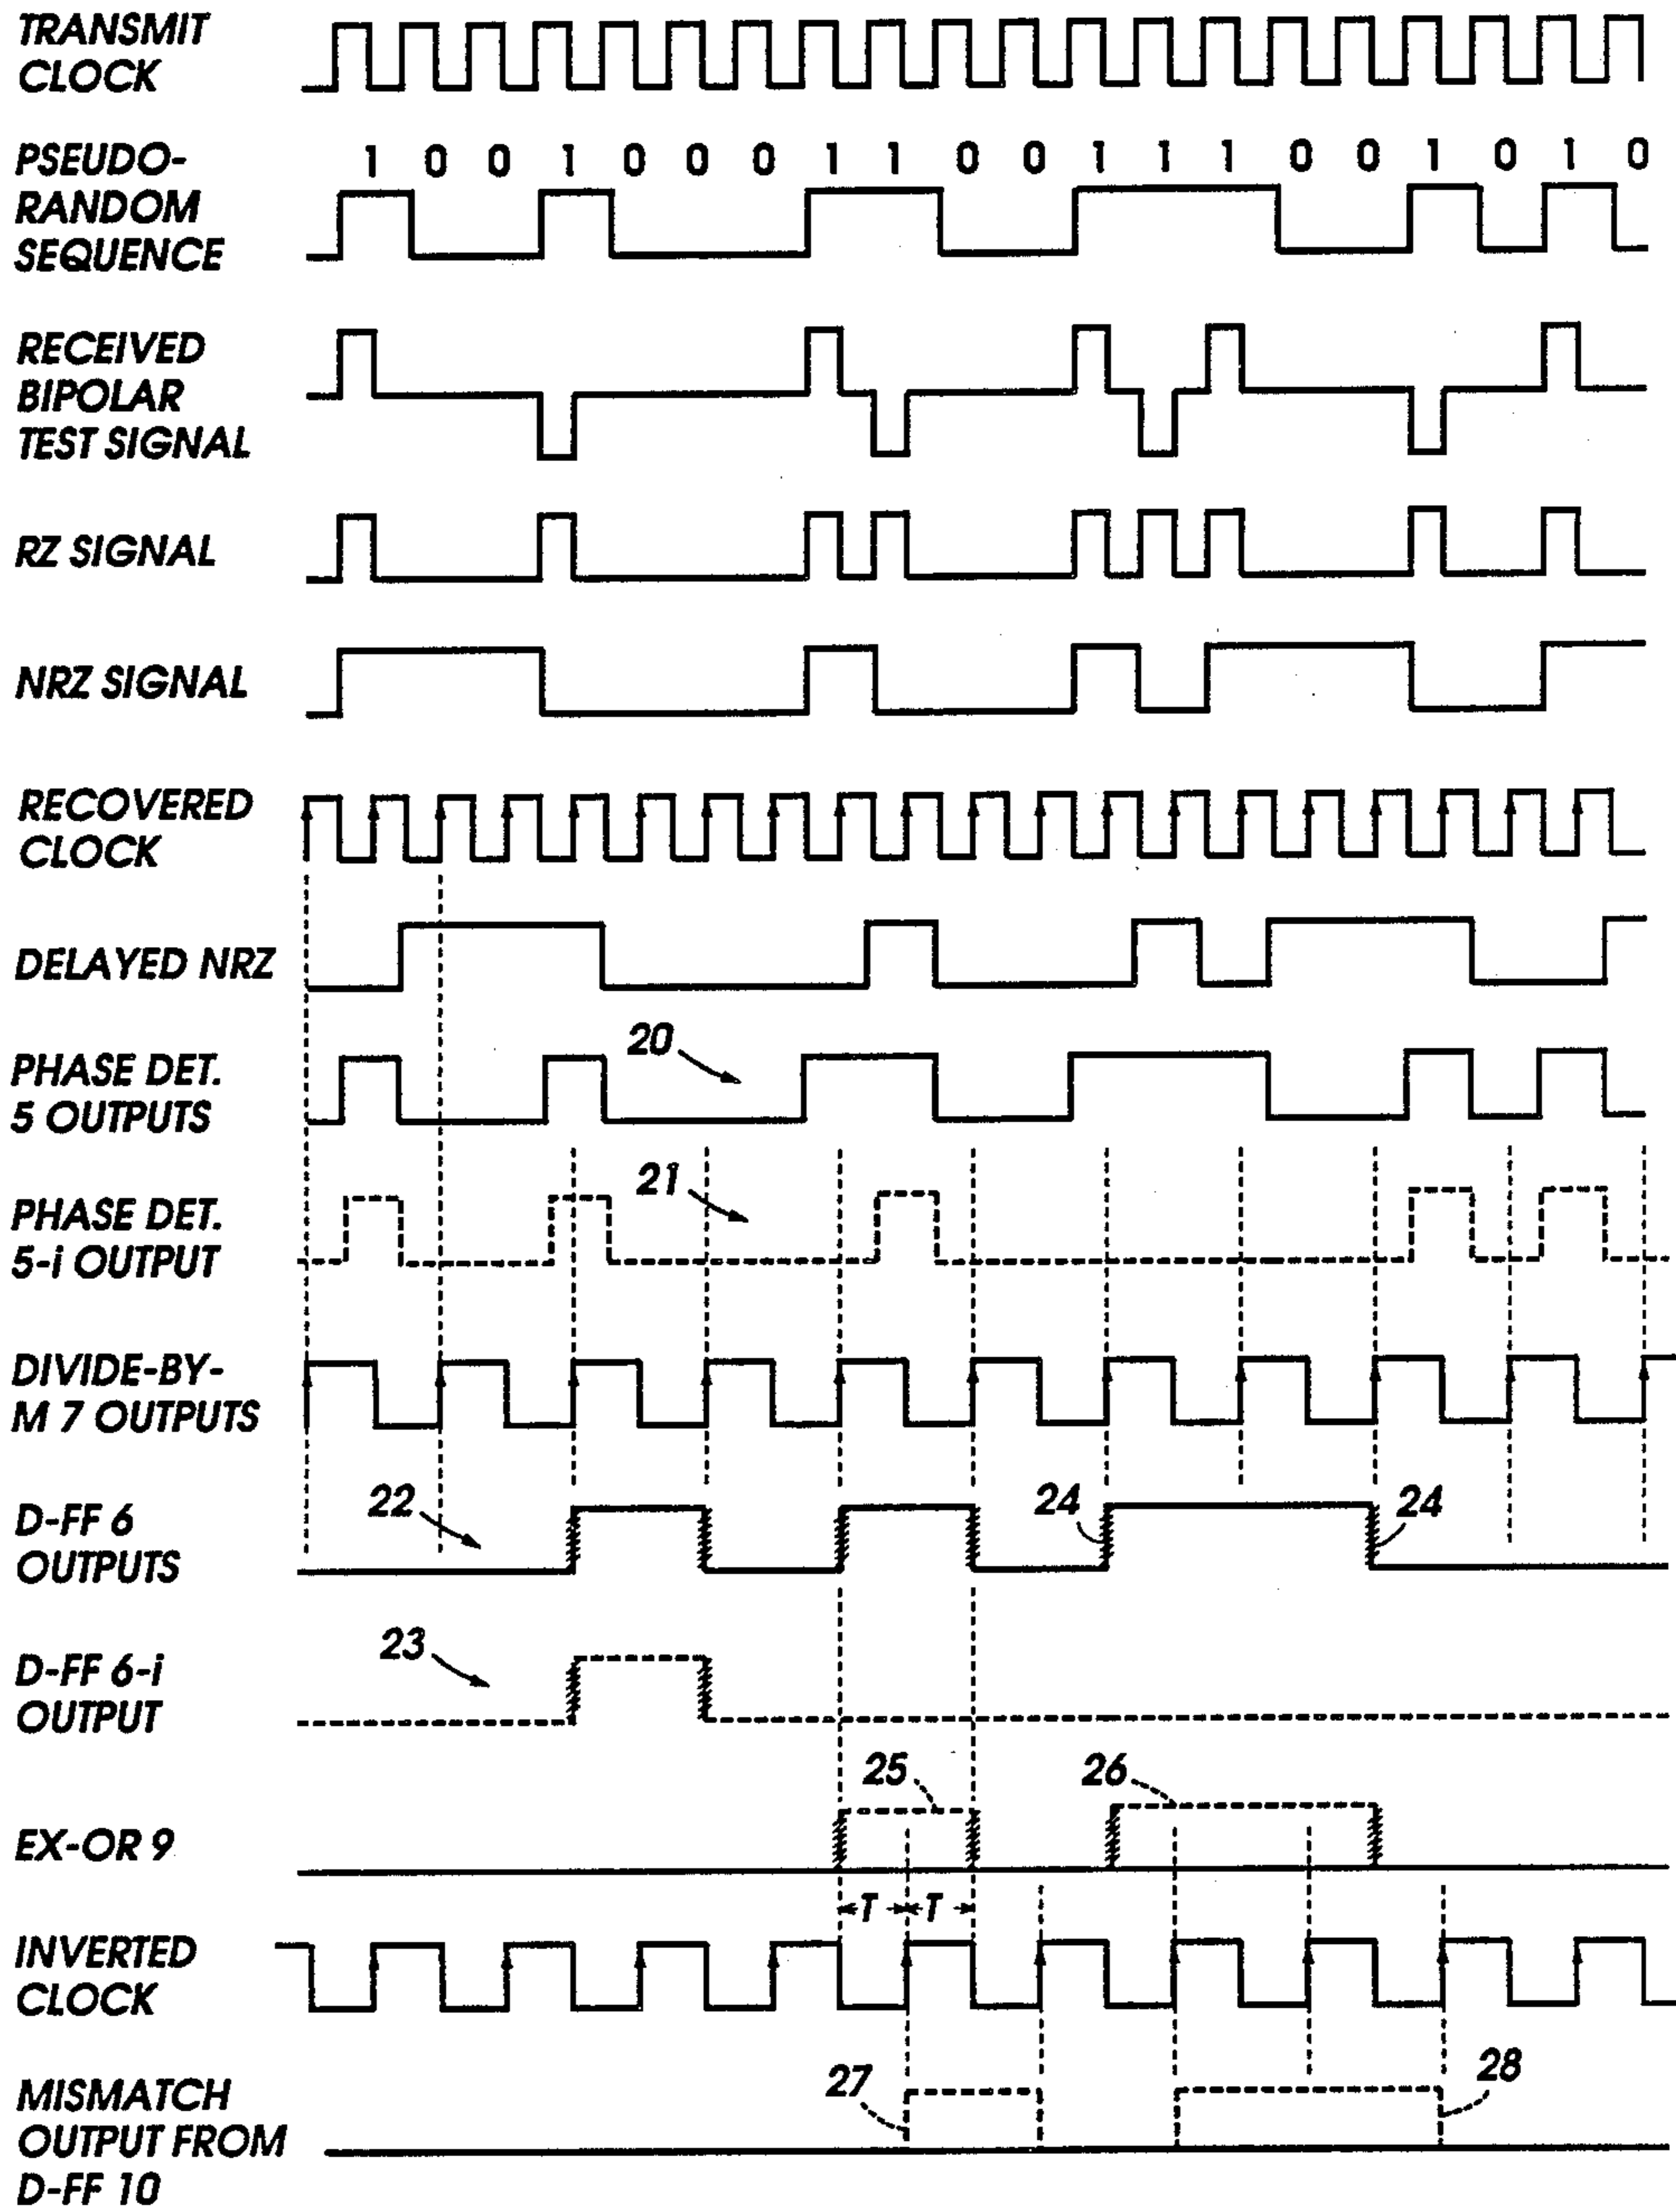 TRANSMIT
CLOCK
PSEUDO-
RANDOM
SEQUENCE
1 0 0 1 0 0 0 1 1 0 0 1 1 1 0 0 1 0 1 0
RECEIVED
BIPOLAR
TEST SIGNAL
RZ SIGNAL
NRZ SIGNAL
RECOVERED
CLOCK
DELAYED NRZ
PHASE DET.
5 OUTPUTS
20
PHASE DET.
5-i OUTPUT
21
DIVIDE-BY-
M 7 OUTPUTS
D-FF 6
OUTPUTS
22
24
24
D-FF 6-i
OUTPUT
23
EX-OR 9
25
26
T T
INVERTED
CLOCK
MISMATCH
OUTPUT FROM
D-FF 10
27
28